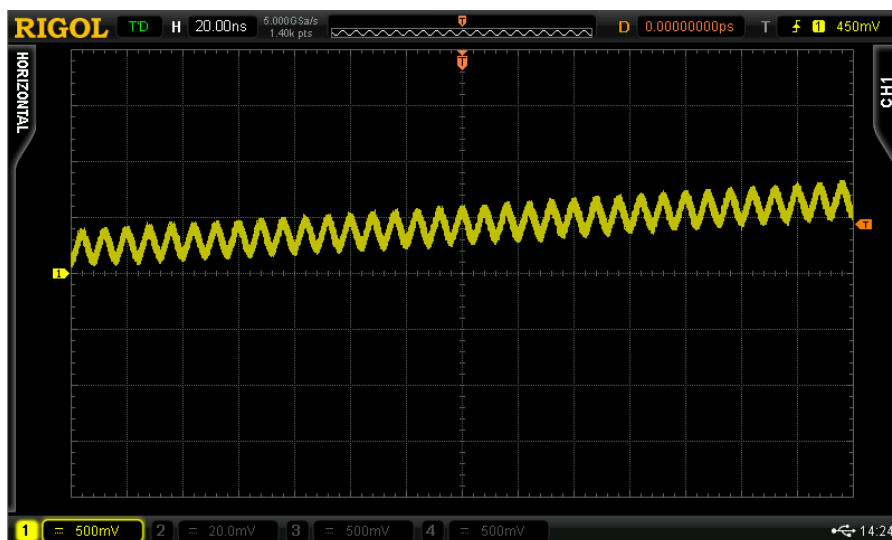 RIGOL T'D H 20.00ns 5.000GSa/s 1.40k pts T D 0.00000000ps T 1 450mV
HORIZONTAL
CH1
T
T
1
1 = 500mV 2 = 20.0mV 3 = 500mV 4 = 500mV 14:24